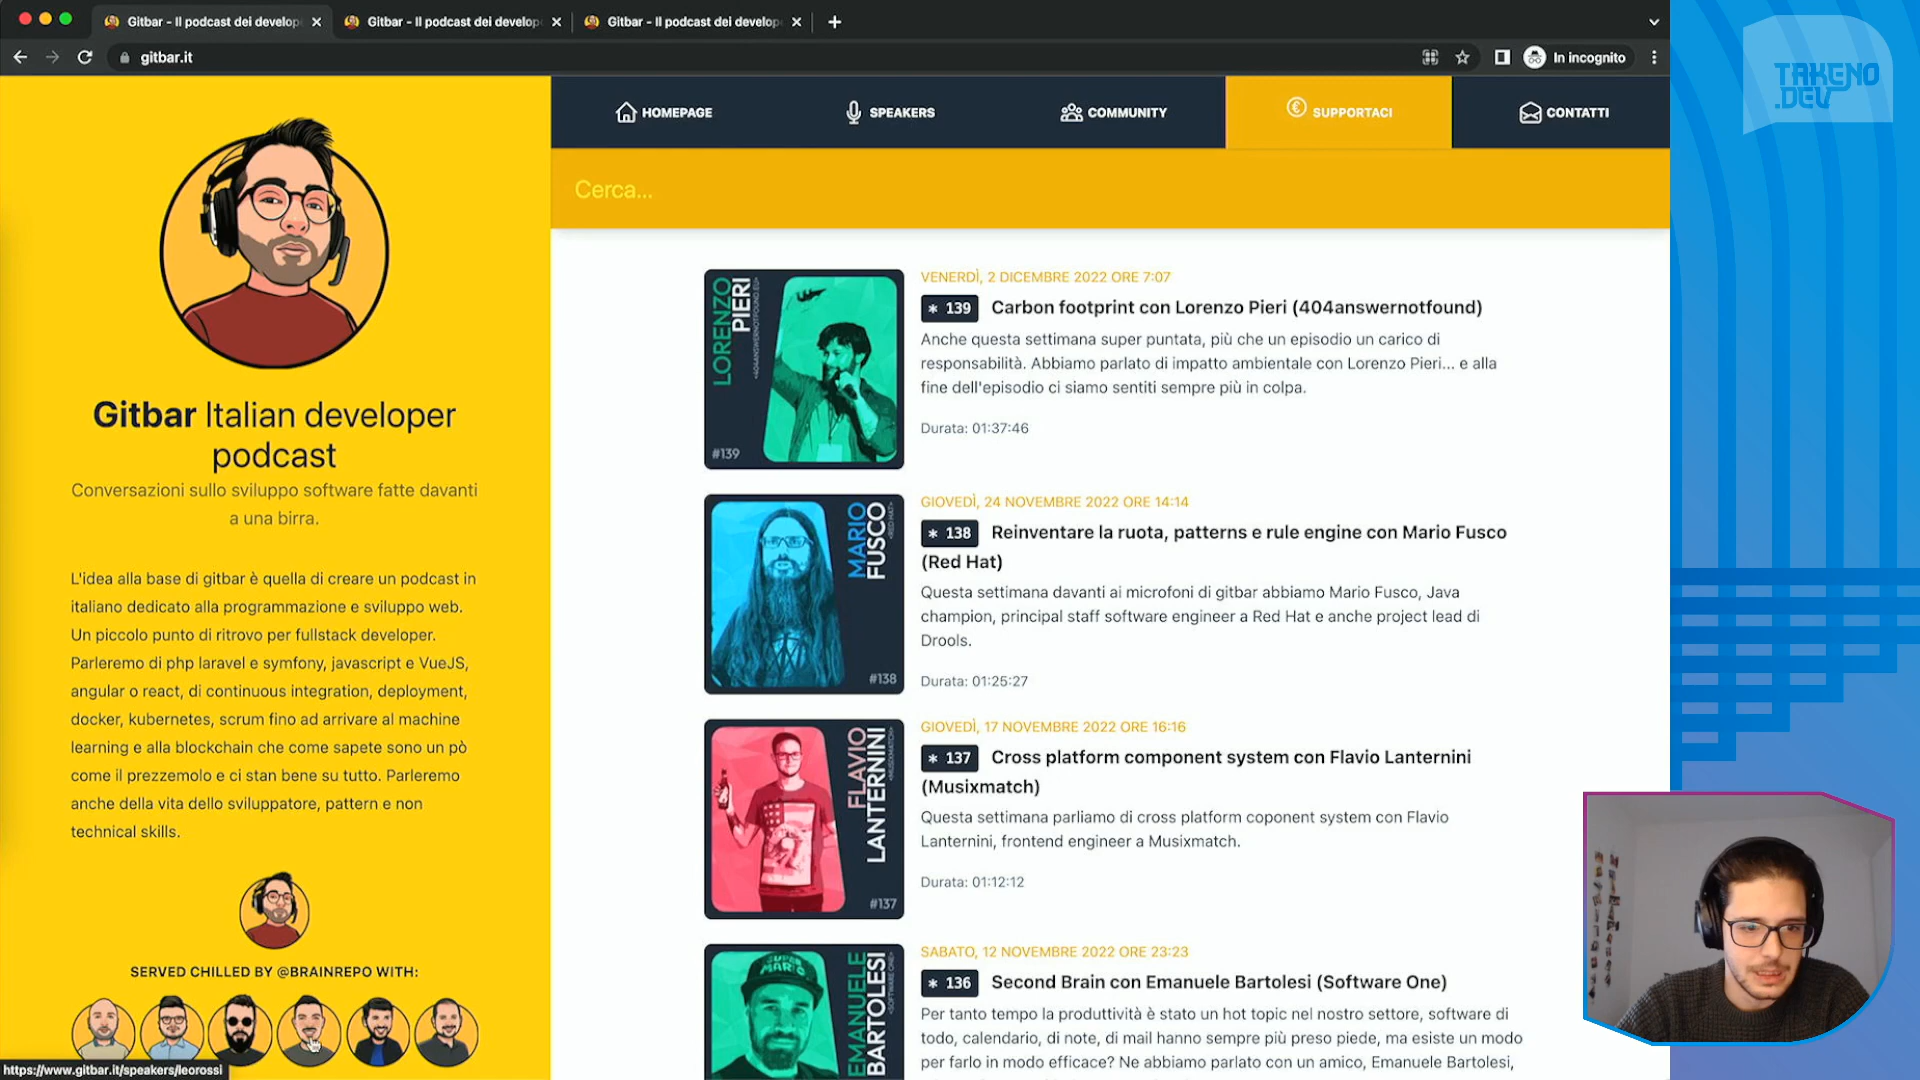 Gitbar - Il podcast dei develop
Gitbar - Il podcast dei develop
Gitbar - Il podcast dei develop
gitbar.it
In incognito
TAKENO
.DEV
HOMEPAGE
SPEAKERS
COMMUNITY
SUPPORTACI
CONTATTI
Cerca...
Gitbar Italian developer
podcast
Conversazioni sullo sviluppo software fatte davanti
a una birra.
L'idea alla base di gitbar è quella di creare un podcast in
italiano dedicato alla programmazione e sviluppo web.
Un piccolo punto di ritrovo per fullstack developer.
Parleremo di php laravel e symfony, javascript e VueJS,
angular o react, di continuous integration, deployment,
docker, kubernetes, scrum fino ad arrivare al machine
learning e alla blockchain che come sapete sono un pò
come il prezzemolo e ci stan bene su tutto. Parleremo
anche della vita dello sviluppatore, pattern e non
technical skills.
SERVED CHILLED BY @BRAINREPO WITH:
https://www.gitbar.it/speakers/leorossi
LORENZO
PIERI
<404ANSWERNOTFOUND.EU>
#139
VENERDÌ, 2 DICEMBRE 2022 ORE 7:07
* 139 Carbon footprint con Lorenzo Pieri (404answernotfound)
Anche questa settimana super puntata, più che un episodio un carico di
responsabilità. Abbiamo parlato di impatto ambientale con Lorenzo Pieri... e alla
fine dell'episodio ci siamo sentiti sempre più in colpa.
Durata: 01:37:46
MARIO
FUSCO
<RED HAT>
#138
GIOVEDÌ, 24 NOVEMBRE 2022 ORE 14:14
* 138 Reinventare la ruota, patterns e rule engine con Mario Fusco
(Red Hat)
Questa settimana davanti ai microfoni di gitbar abbiamo Mario Fusco, Java
champion, principal staff software engineer a Red Hat e anche project lead di
Drools.
Durata: 01:25:27
FLAVIO
LANTERNINI
<MUSIXMATCH>
#137
GIOVEDÌ, 17 NOVEMBRE 2022 ORE 16:16
* 137 Cross platform component system con Flavio Lanternini
(Musixmatch)
Questa settimana parliamo di cross platform coponent system con Flavio
Lanternini, frontend engineer a Musixmatch.
Durata: 01:12:12
SUPER
MARIO
EMANUELE
BARTOLESI
<SOFTWARE ONE>
SABATO, 12 NOVEMBRE 2022 ORE 23:23
* 136 Second Brain con Emanuele Bartolesi (Software One)
Per tanto tempo la produttività è stato un hot topic nel nostro settore, software di
todo, calendario, di note, di mail hanno sempre più preso piede, ma esiste un modo
per farlo in modo efficace? Ne abbiamo parlato con un amico, Emanuele Bartolesi,